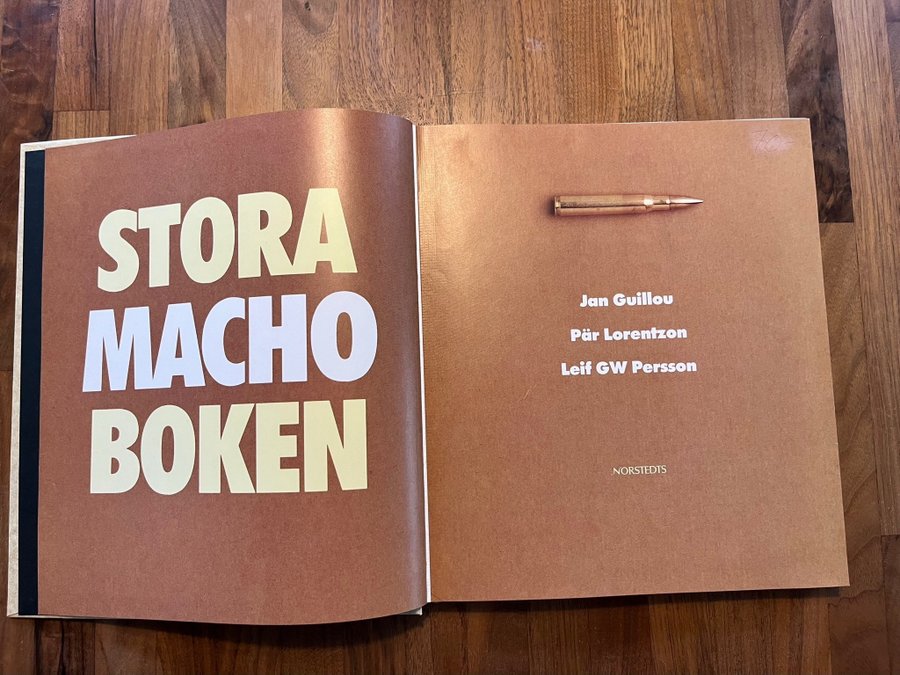 STORA
MACHO
BOKEN
Jan Guillou
Pär Lorentzon
Leif GW Persson
NORSTEDTS